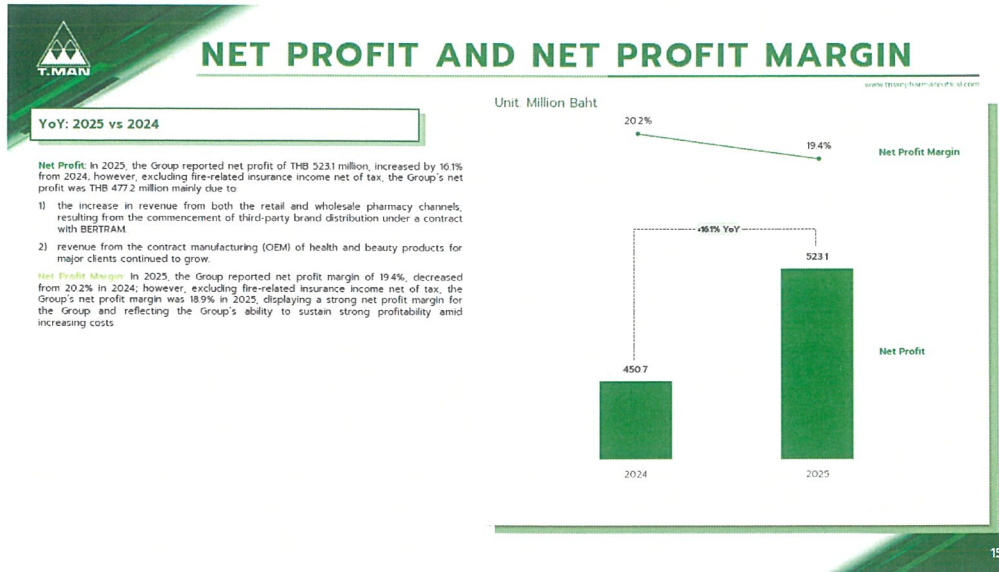 T.MAN
NET PROFIT AND NET PROFIT MARGIN
www.tmanpharmaceutical.com
YoY: 2025 vs 2024
Net Profit: In 2025, the Group reported net profit of THB 523.1 million, increased by 16.1%
from 2024; however, excluding fire-related insurance income net of tax, the Group's net
profit was THB 477.2 million mainly due to
1) the increase in revenue from both the retail and wholesale pharmacy channels,
resulting from the commencement of third-party brand distribution under a contract
with BERTRAM.
2) revenue from the contract manufacturing (OEM) of health and beauty products for
major clients continued to grow.
Net Profit Margin: In 2025, the Group reported net profit margin of 19.4%, decreased
from 20.2% in 2024; however, excluding fire-related insurance income net of tax, the
Group's net profit margin was 18.9% in 2025, displaying a strong net profit margin for
the Group and reflecting the Group's ability to sustain strong profitability amid
increasing costs
Unit: Million Baht
20.2%
19.4%
Net Profit Margin
+16.1% YoY
523.1
450.7
Net Profit
2024
2025
15